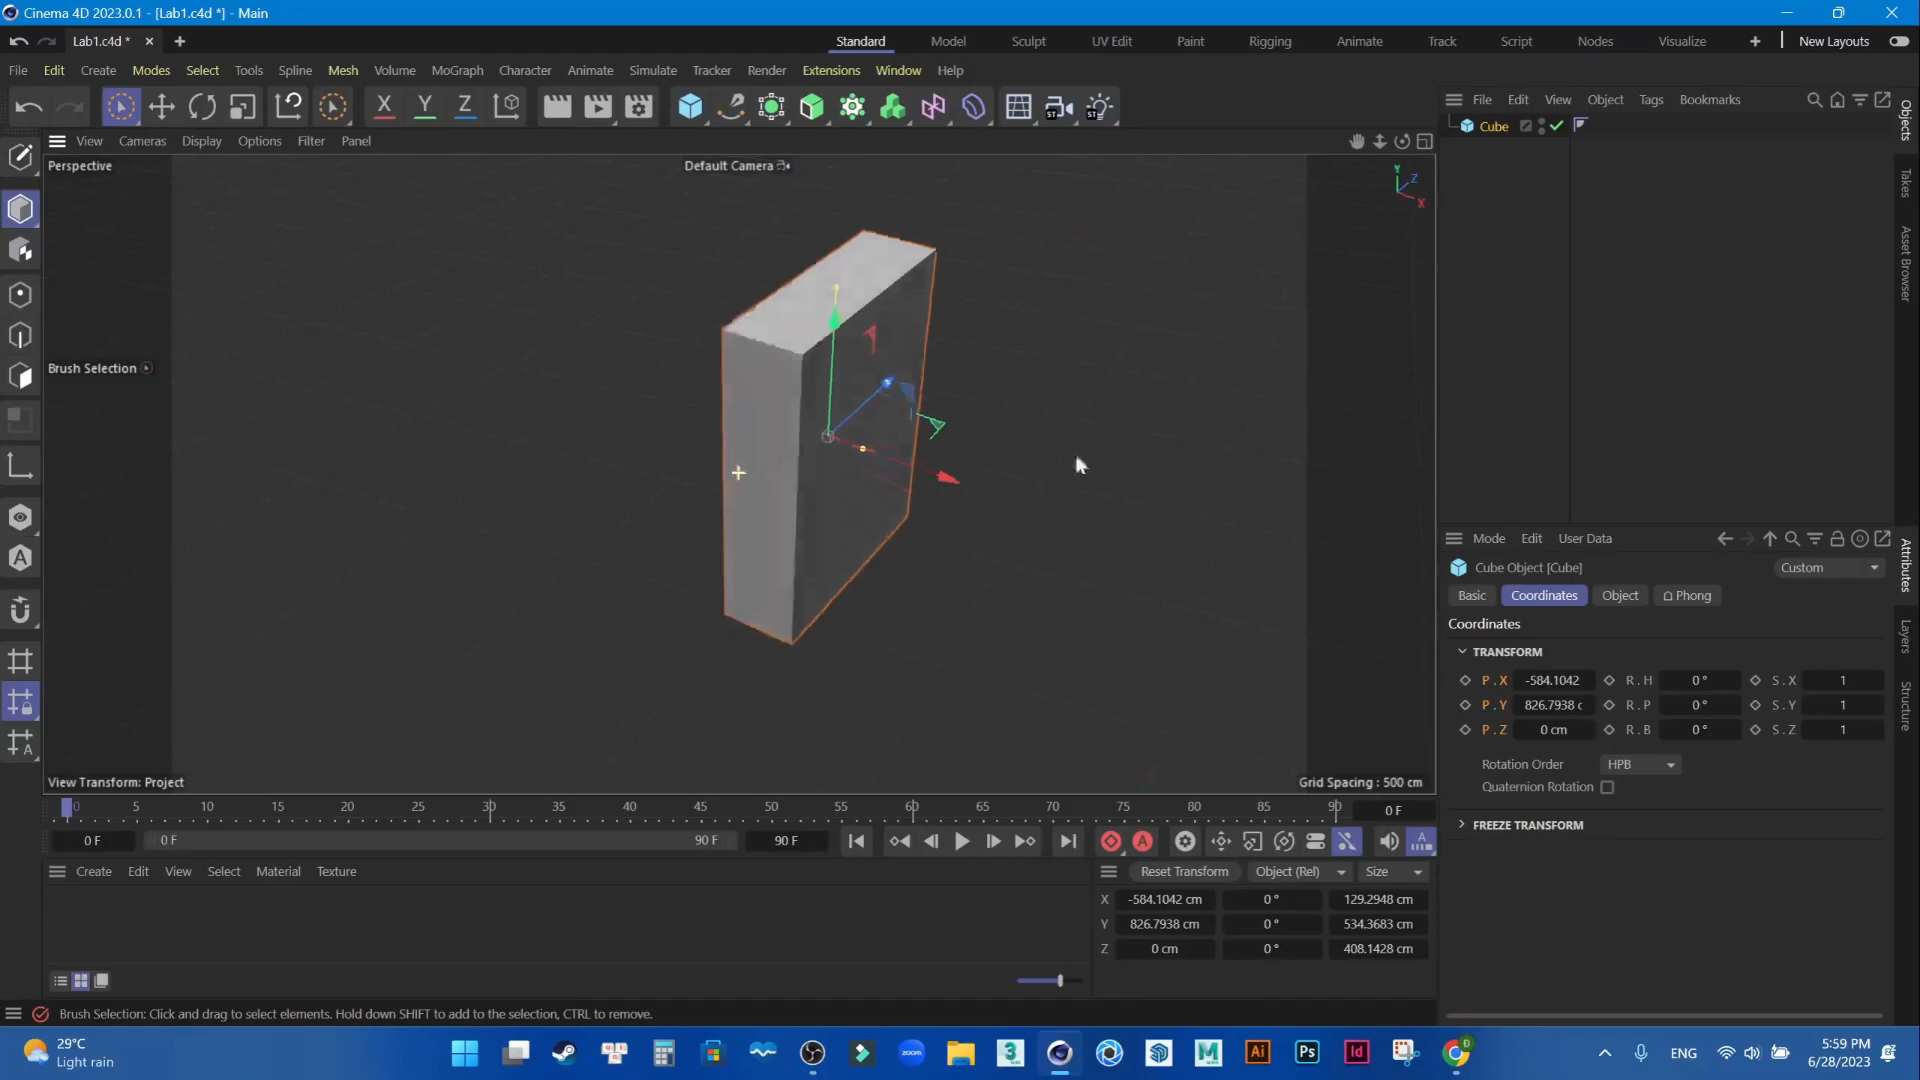 Cinema 4D 2023.0.1 - [Lab1.c4d *] - Main
Lab1.c4d *
Standard Model Sculpt UV Edit Paint Rigging Animate Track Script Nodes Visualize New Layouts
File Edit Create Modes Select Tools Spline Mesh Volume MoGraph Character Animate Simulate Tracker Render Extensions Window Help
X Y Z ST ST
View Cameras Display Options Filter Panel
Perspective
Default Camera
Y
Z
X
Brush Selection
View Transform: Project
Grid Spacing : 500 cm
File Edit View Object Tags Bookmarks
Cube
Objects
Takes
Asset Browser
Mode Edit User Data
Cube Object [Cube]
Custom
Basic Coordinates Object Phong
Coordinates
TRANSFORM
P . X -584.1042 R . H 0 ° S . X 1
P . Y 826.7938 c R . P 0 ° S . Y 1
P . Z 0 cm R . B 0 ° S . Z 1
Rotation Order HPB
Quaternion Rotation
FREEZE TRANSFORM
Attributes
Layers
Structure
0 5 10 15 20 25 30 35 40 45 50 55 60 65 70 75 80 85 90 0 F
0 F 0 F 90 F 90 F
Create Edit View Select Material Texture
Reset Transform Object (Rel) Size
X -584.1042 cm 0 ° 129.2948 cm
Y 826.7938 cm 0 ° 534.3683 cm
Z 0 cm 0 ° 408.1428 cm
Brush Selection: Click and drag to select elements. Hold down SHIFT to add to the selection, CTRL to remove.
29°C
Light rain
zoom
3
M
Ai
Ps
Id
ENG
5:59 PM
6/28/2023